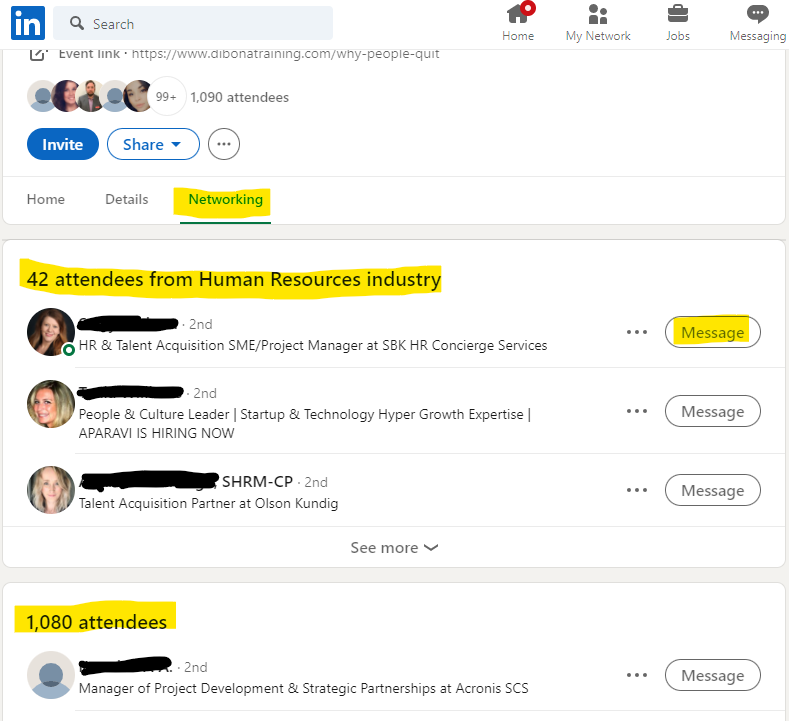 in
Search
Home
My Network
Jobs
Messaging
Event link · https://www.dibonatraining.com/why-people-quit
99+
1,090 attendees
Invite
Share
Home
Details
Networking
42 attendees from Human Resources industry
· 2nd
HR & Talent Acquisition SME/Project Manager at SBK HR Concierge Services
Message
· 2nd
People & Culture Leader | Startup & Technology Hyper Growth Expertise |
APARAVI IS HIRING NOW
Message
, SHRM-CP · 2nd
Talent Acquisition Partner at Olson Kundig
Message
See more
1,080 attendees
· 2nd
Manager of Project Development & Strategic Partnerships at Acronis SCS
Message